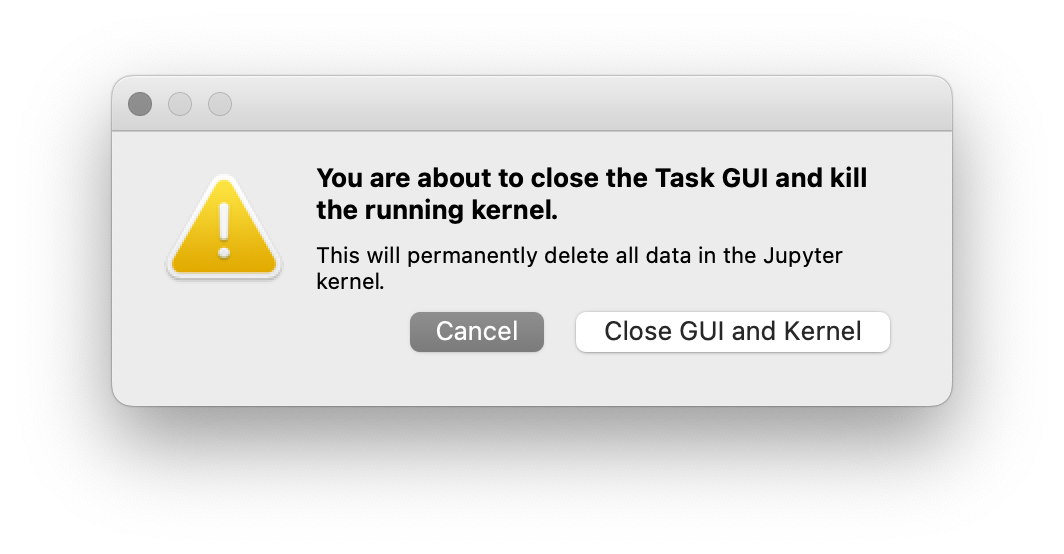 You are about to close the Task GUI and kill
the running kernel.
This will permanently delete all data in the Jupyter
kernel.
Cancel
Close GUI and Kernel